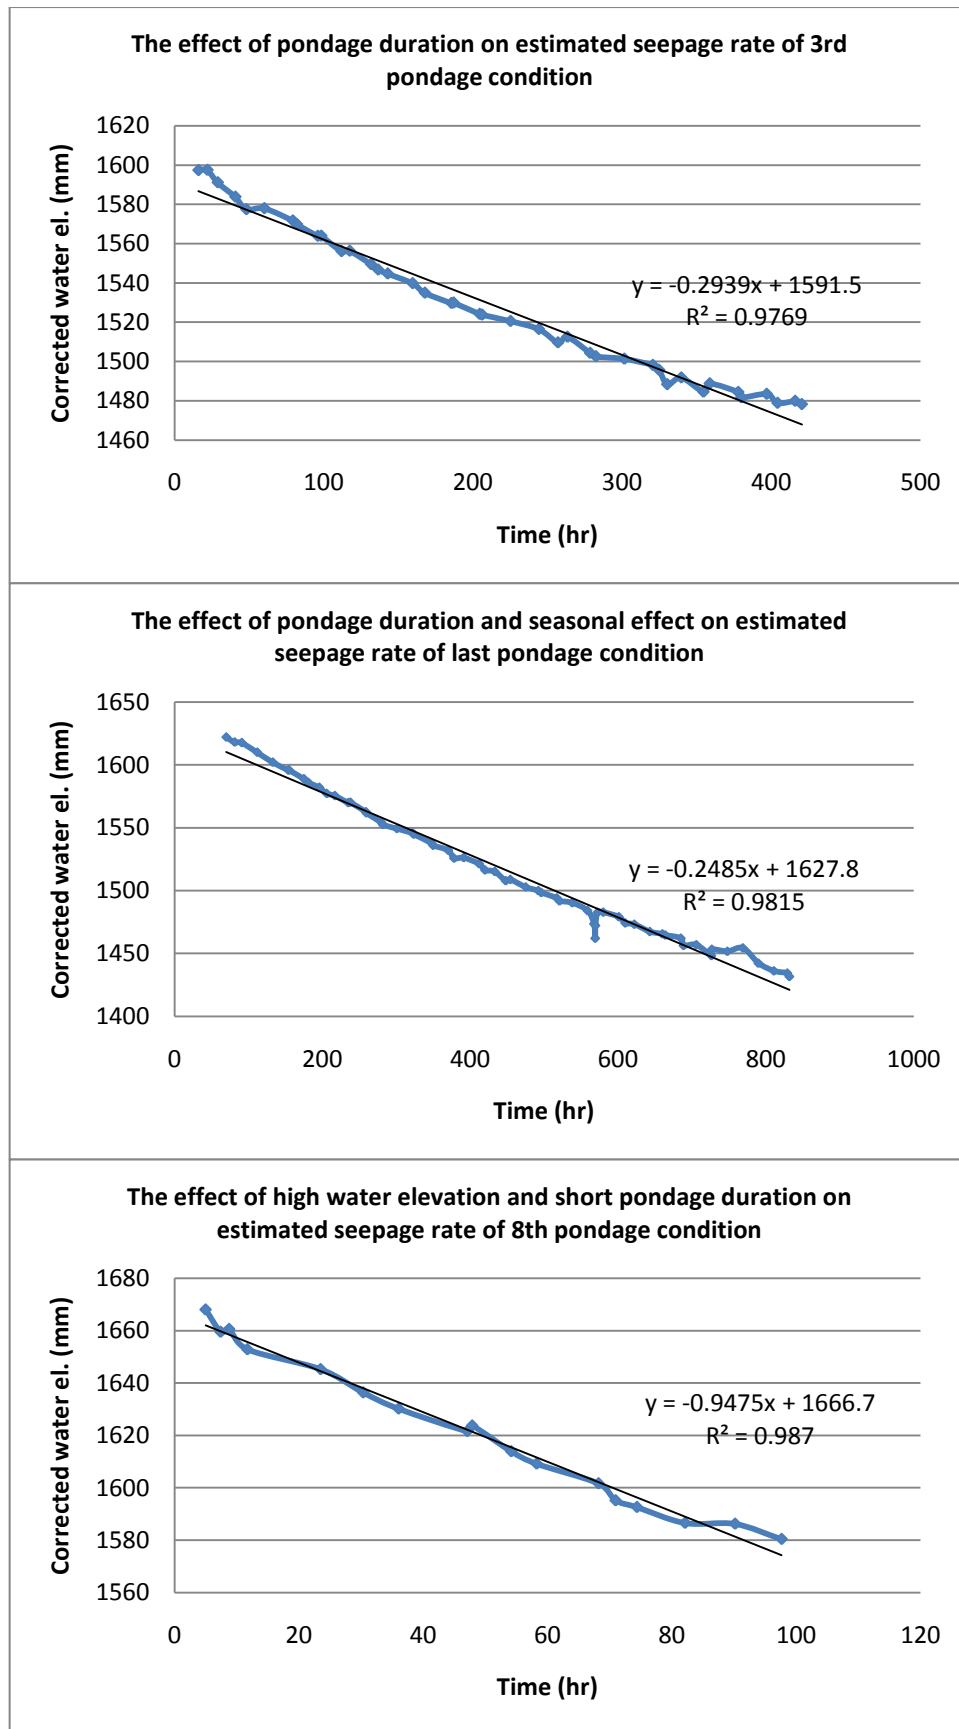 The effect of pondage duration on estimated seepage rate of 3rd
pondage condition
Corrected water el. (mm)
1620
1600
1580
1560
1540
1520
1500
1480
1460
y = -0.2939x + 1591.5
R² = 0.9769
0 100 200 300 400 500
Time (hr)
The effect of pondage duration and seasonal effect on estimated
seepage rate of last pondage condition
Corrected water el. (mm)
1650
1600
1550
1500
1450
1400
y = -0.2485x + 1627.8
R² = 0.9815
0 200 400 600 800 1000
Time (hr)
The effect of high water elevation and short pondage duration on
estimated seepage rate of 8th pondage condition
Corrected water el. (mm)
1680
1660
1640
1620
1600
1580
1560
y = -0.9475x + 1666.7
R² = 0.987
0 20 40 60 80 100 120
Time (hr)